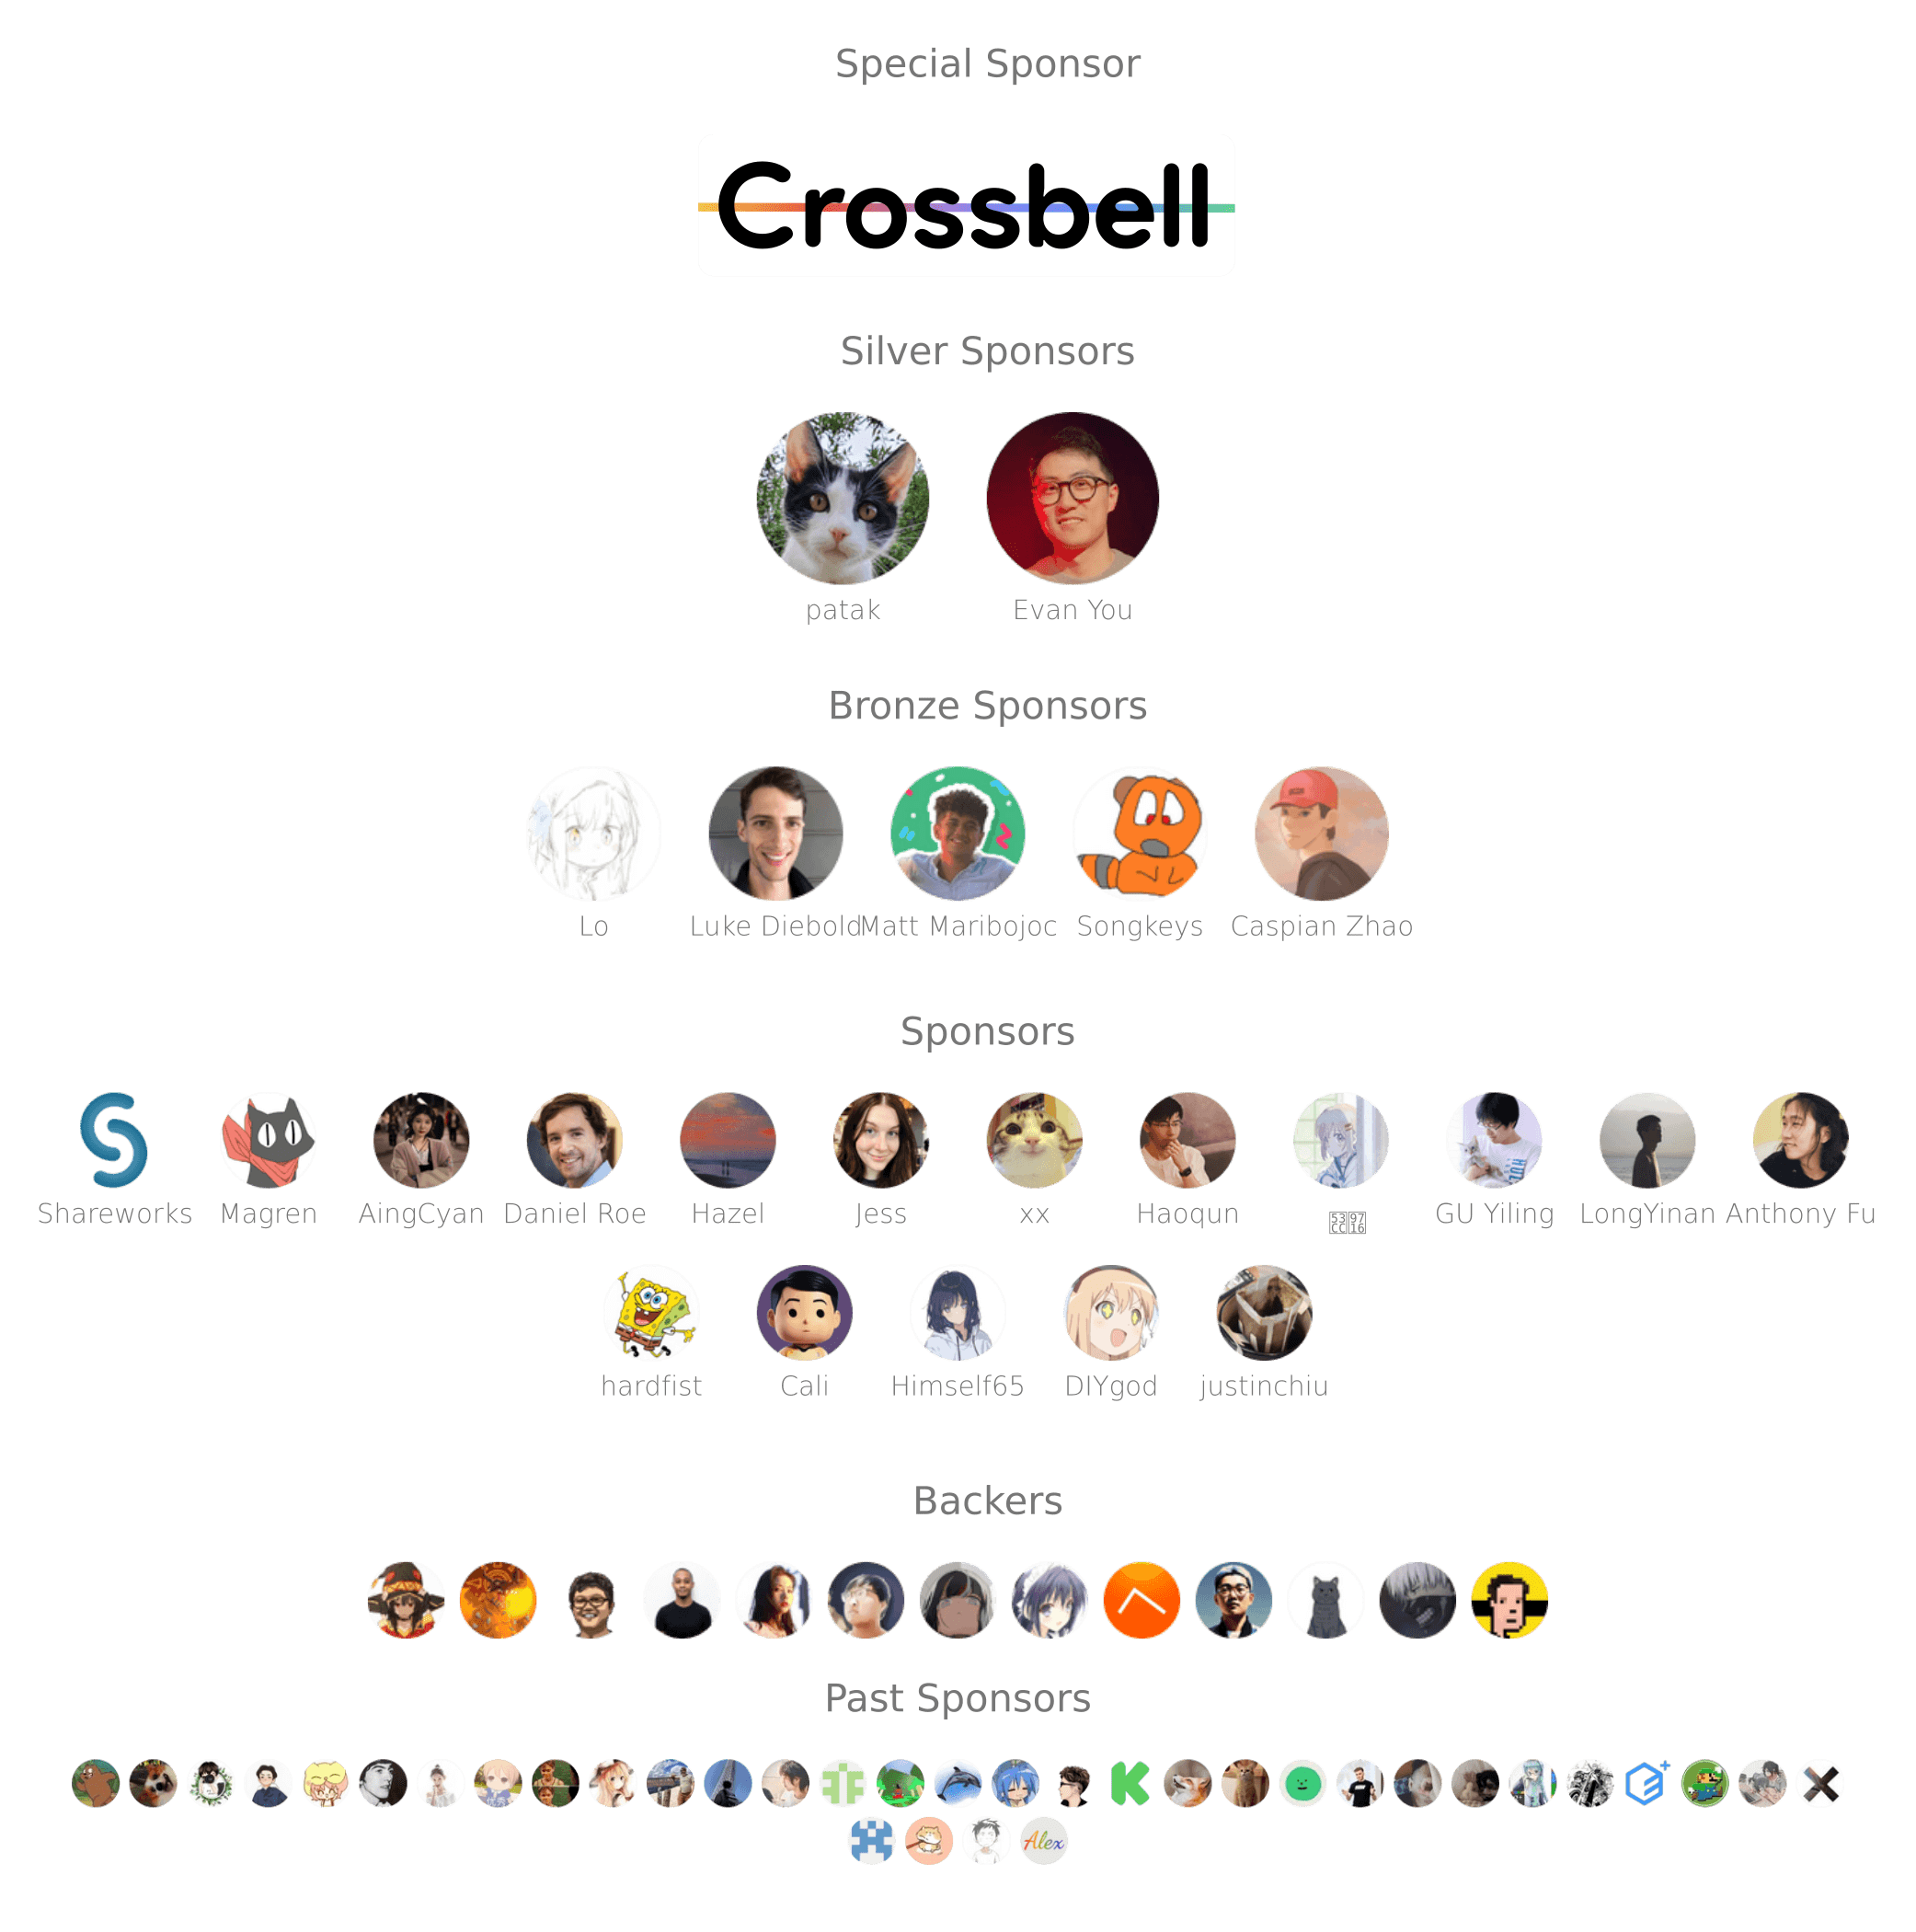 Special Sponsor
Crossbell
Silver Sponsors
patak Evan You
Bronze Sponsors
Lo Luke Diebold Matt Maribojoc Songkeys Caspian Zhao
Sponsors
Shareworks Magren AingCyan Daniel Roe Hazel Jess xx Haoqun GU Yiling LongYinan Anthony Fu
hardfist Cali Himself65 DIYgod justinchiu
Backers
Past Sponsors
Alex